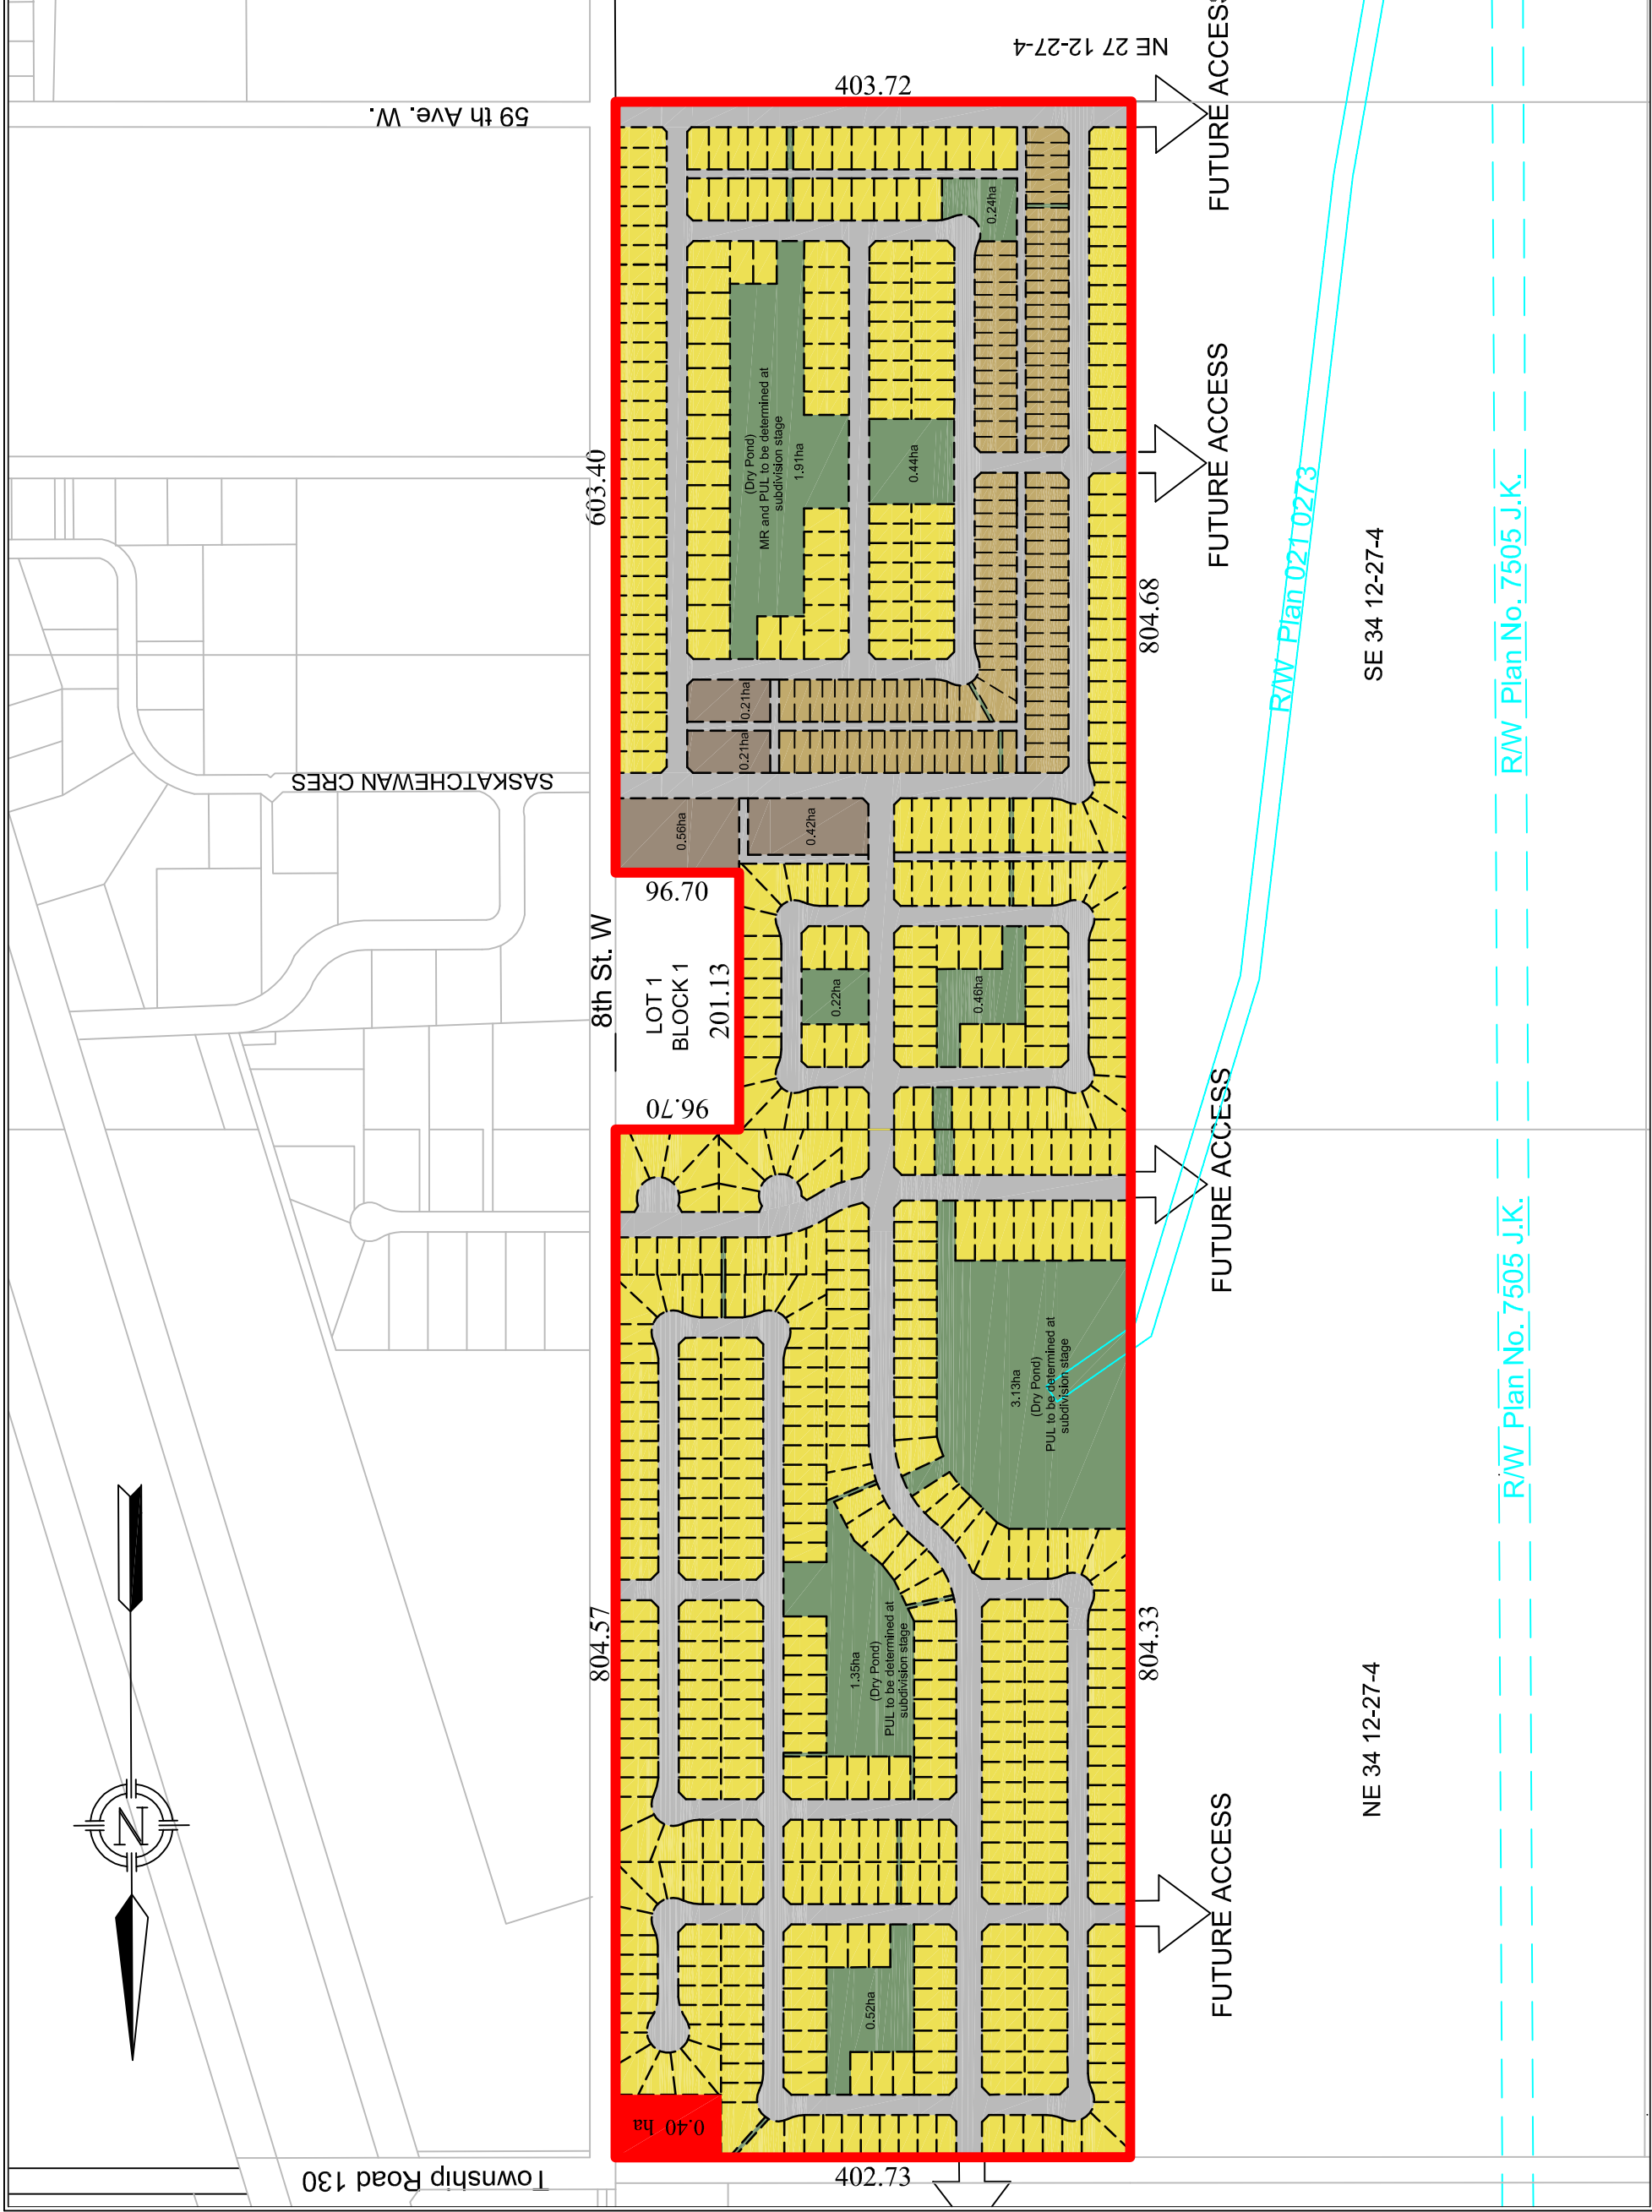 NE 27 12-27-4
FUTURE ACCESS
403.72
59 th Ave. W.
0.24ha
(Dry Pond)
MR and PUL to be determined at
subdivision stage
1.91ha
0.44ha
FUTURE ACCESS
603.40
R/W Plan 021 0273
SE 34 12-27-4
R/W Plan No. 7505 J.K.
804.68
0.21ha
0.21ha
SASKATCHEWAN CRES
0.56ha
0.42ha
96.70
8th St. W
LOT 1
BLOCK 1
201.13
0.22ha
0.46ha
96.70
FUTURE ACCESS
3.13ha
(Dry Pond)
PUL to be determined at
subdivision stage
R/W Plan No. 7505 J.K.
804.57
1.35ha
(Dry Pond)
PUL to be determined at
subdivision stage
804.33
NE 34 12-27-4
N
FUTURE ACCESS
0.52ha
0.40 ha
Township Road 130
402.73